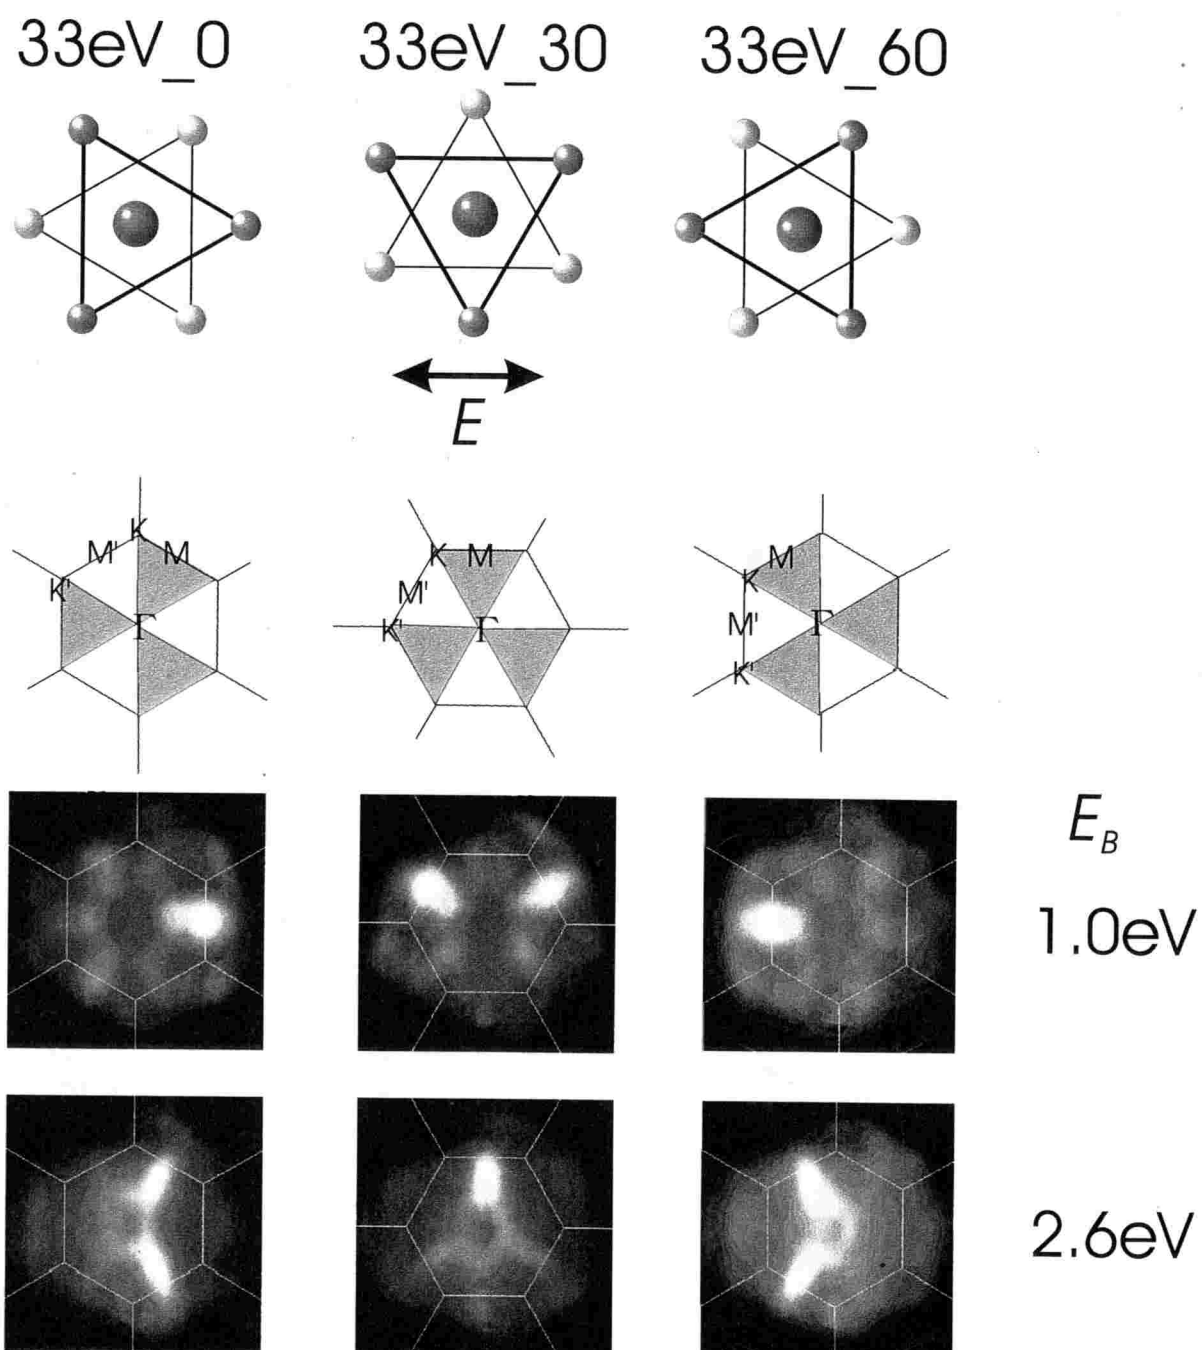 33eV_0 33eV_30 33eV_60
E
K
M' M
K'
Γ
K M
M'
K' Γ
M
K
M' Γ
K'
E_B
1.0eV
2.6eV